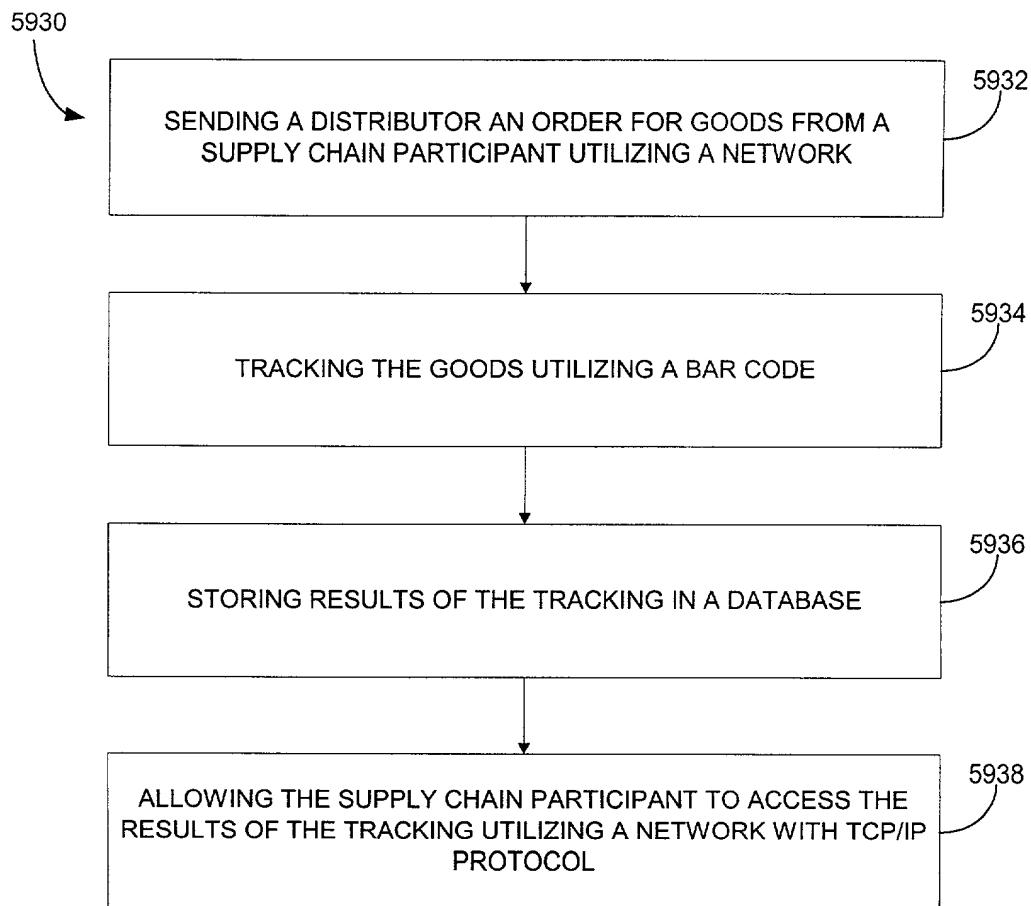 5930
5932
SENDING A DISTRIBUTOR AN ORDER FOR GOODS FROM A
SUPPLY CHAIN PARTICIPANT UTILIZING A NETWORK
5934
TRACKING THE GOODS UTILIZING A BAR CODE
5936
STORING RESULTS OF THE TRACKING IN A DATABASE
5938
ALLOWING THE SUPPLY CHAIN PARTICIPANT TO ACCESS THE
RESULTS OF THE TRACKING UTILIZING A NETWORK WITH TCP/IP
PROTOCOL